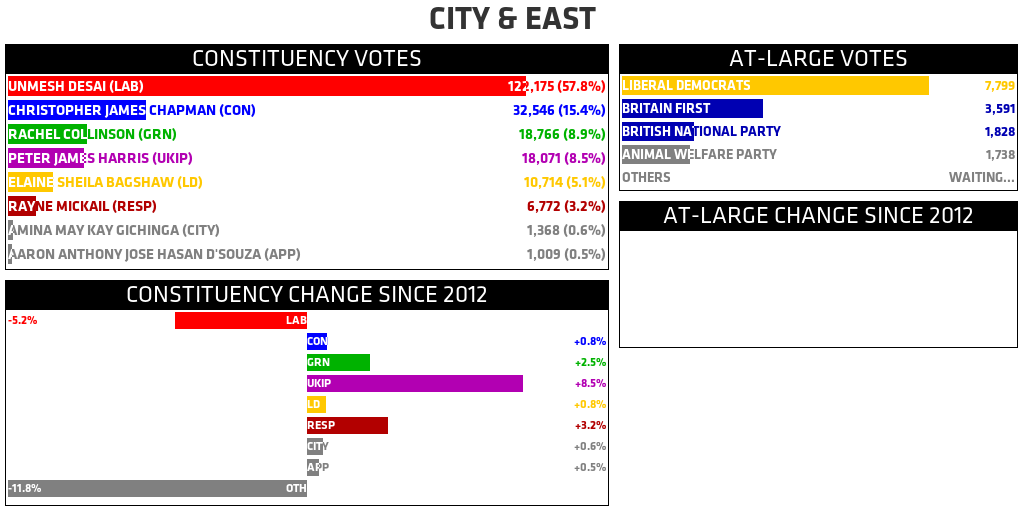 CITY & EAST
CONSTITUENCY VOTES
UNMESH DESAI (LAB) 122,175 (57.8%)
CHRISTOPHER JAMES CHAPMAN (CON) 32,546 (15.4%)
RACHEL COLLINSON (GRN) 18,766 (8.9%)
PETER JAMES HARRIS (UKIP) 18,071 (8.5%)
ELAINE SHEILA BAGSHAW (LD) 10,714 (5.1%)
RAYNE MICKAIL (RESP) 6,772 (3.2%)
AMINA MAY KAY GICHINGA (CITY) 1,368 (0.6%)
AARON ANTHONY JOSE HASAN D'SOUZA (APP) 1,009 (0.5%)
CONSTITUENCY CHANGE SINCE 2012
-5.2% LAB
CON +0.8%
GRN +2.5%
UKIP +8.5%
LD +0.8%
RESP +3.2%
CITY +0.6%
APP +0.5%
-11.8% OTH
AT-LARGE VOTES
LIBERAL DEMOCRATS 7,799
BRITAIN FIRST 3,591
BRITISH NATIONAL PARTY 1,828
ANIMAL WELFARE PARTY 1,738
OTHERS WAITING...
AT-LARGE CHANGE SINCE 2012